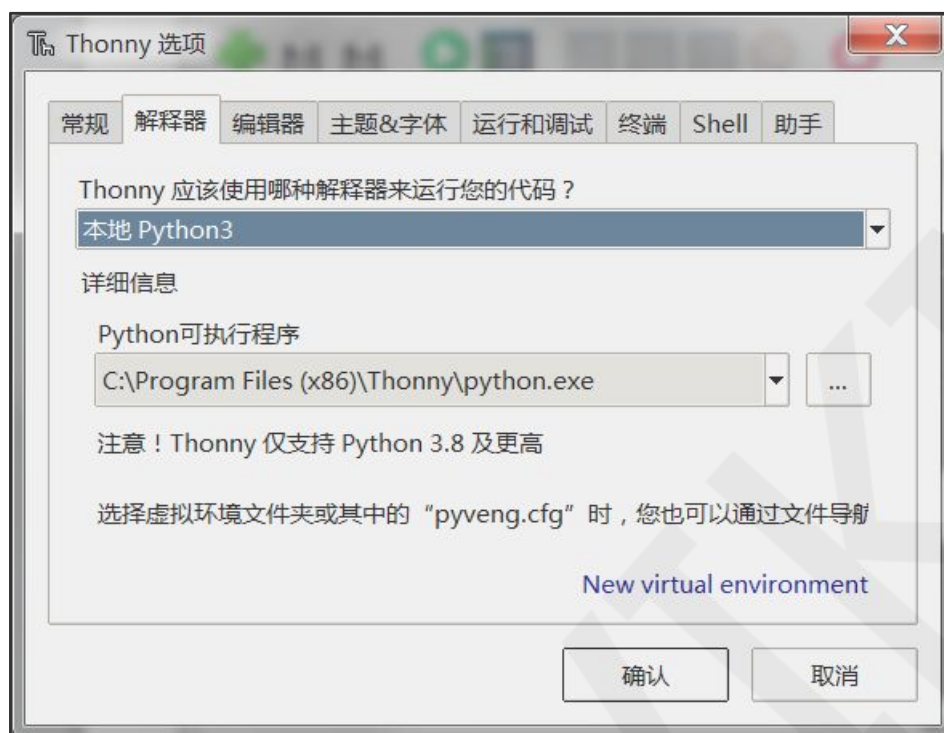 Thonny 选项
常规 解释器 编辑器 主题&字体 运行和调试 终端 Shell 助手
Thonny 应该使用哪种解释器来运行您的代码？
本地 Python3
详细信息
Python可执行程序
C:\Program Files (x86)\Thonny\python.exe
...
注意！Thonny 仅支持 Python 3.8 及更高
选择虚拟环境文件夹或其中的“pyveng.cfg”时，您也可以通过文件导航
New virtual environment
确认 取消